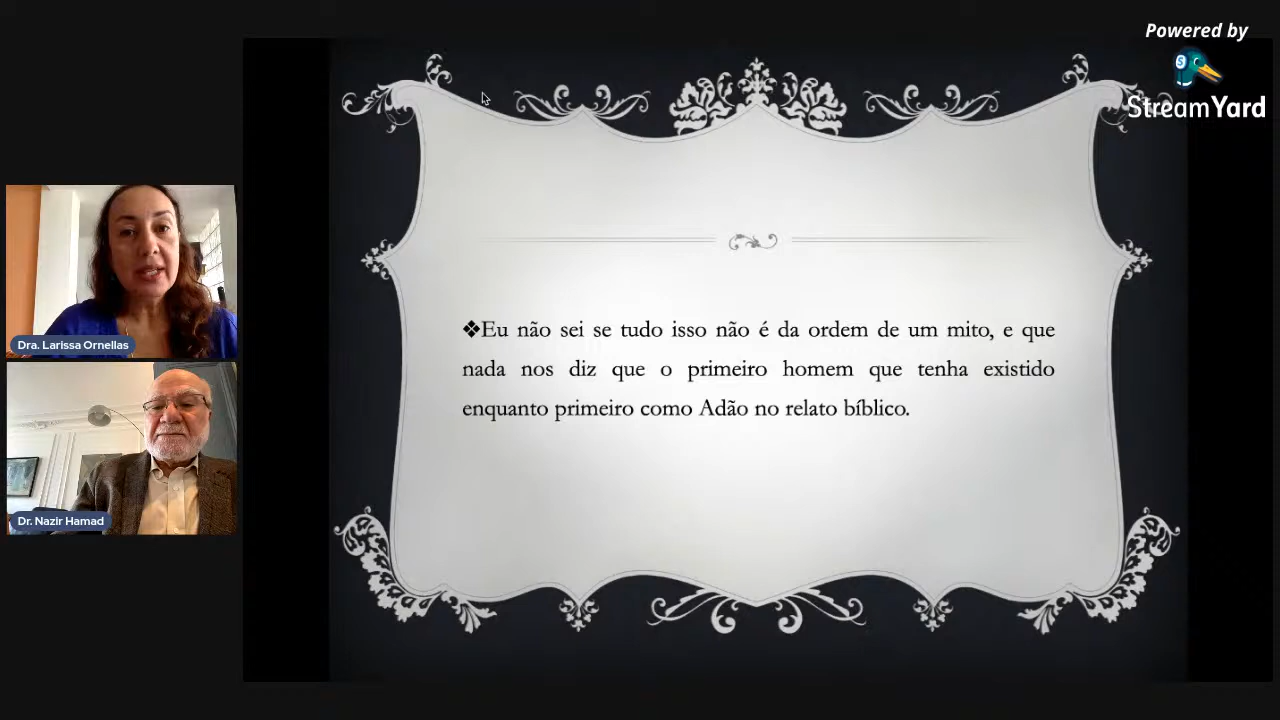 Powered by
StreamYard
❖Eu não sei se tudo isso não é da ordem de um mito, e que
nada nos diz que o primeiro homem que tenha existido
enquanto primeiro como Adão no relato bíblico.
Dra. Larissa Ornellas
Dr. Nazir Hamad